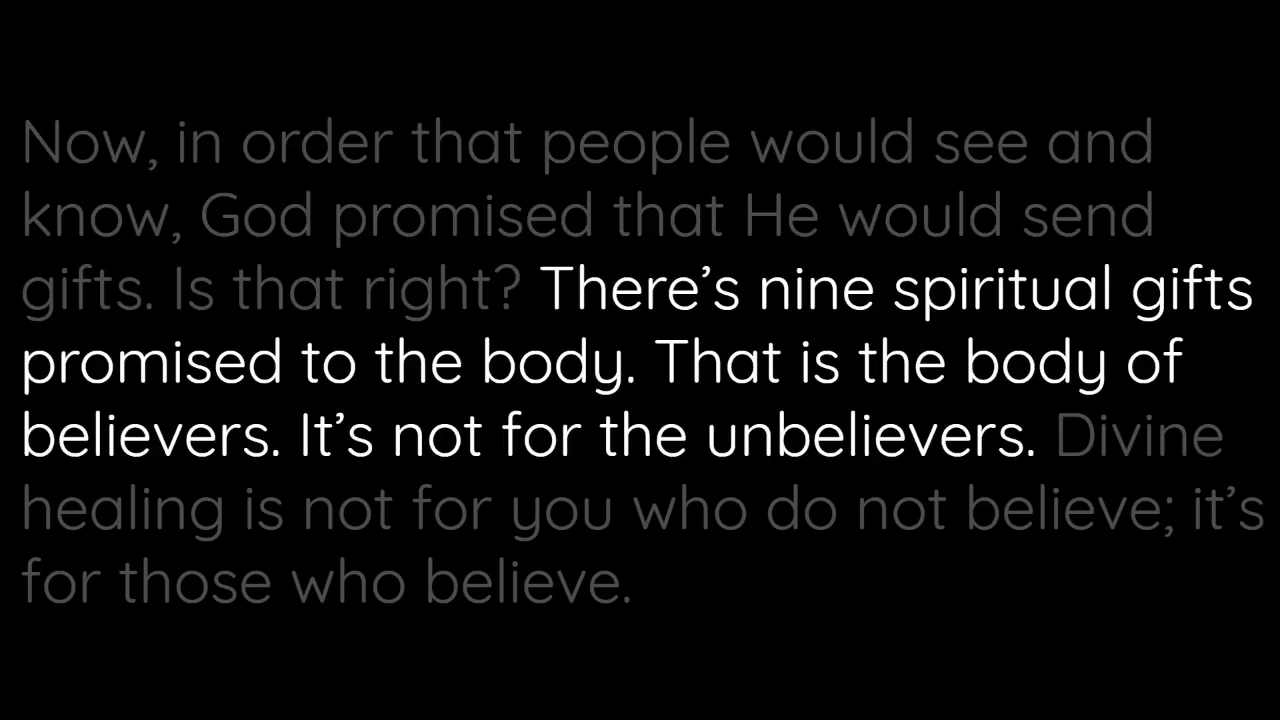 Now, in order that people would see and
know, God promised that He would send
gifts. Is that right? There’s nine spiritual gifts
promised to the body. That is the body of
believers. It’s not for the unbelievers. Divine
healing is not for you who do not believe; it’s
for those who believe.